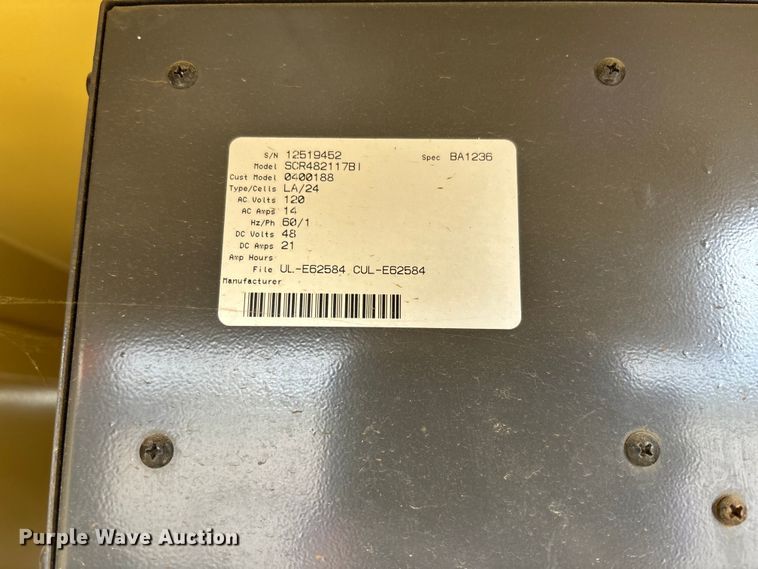 S/N 12519452 Spec BA1236
Model SCR482117BI
Cust Model 0400188
Type/Cells LA/24
AC Volts 120
AC Amps 14
Hz/Ph 60/1
DC Volts 48
DC Amps 21
Amp Hours
File UL-E62584 CUL-E62584
Manufacturer
Purple Wave Auction